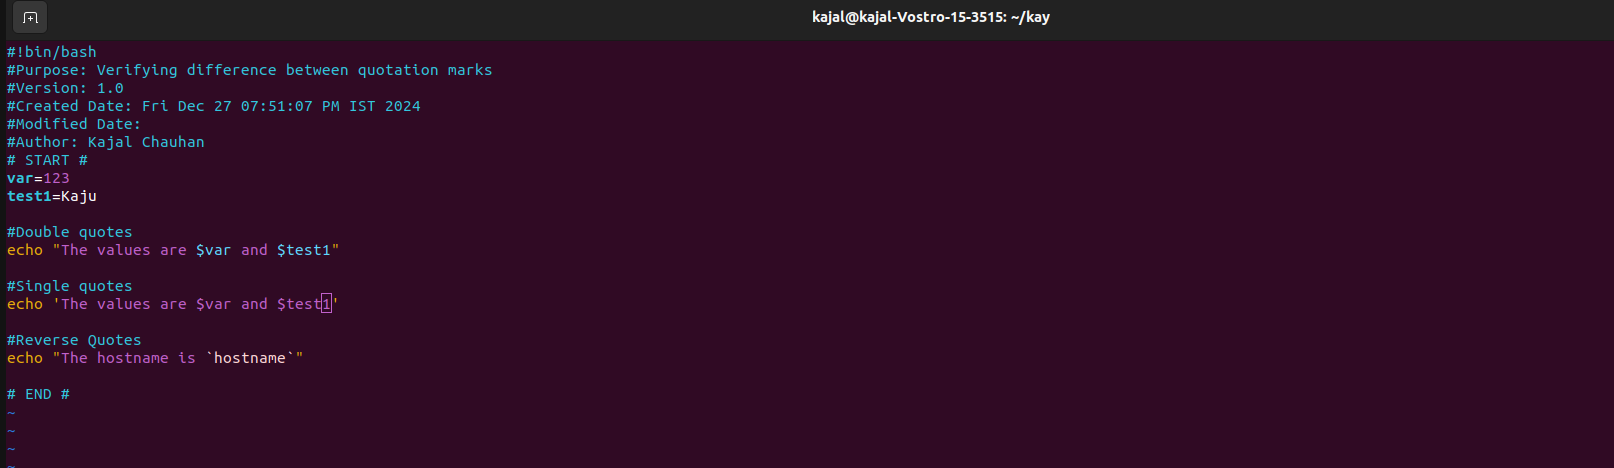 kajal@kajal-Vostro-15-3515: ~/kay
#!bin/bash
#Purpose: Verifying difference between quotation marks
#Version: 1.0
#Created Date: Fri Dec 27 07:51:07 PM IST 2024
#Modified Date:
#Author: Kajal Chauhan
# START #
var=123
test1=Kaju
#Double quotes
echo "The values are $var and $test1"
#Single quotes
echo 'The values are $var and $test1'
#Reverse Quotes
echo "The hostname is `hostname`"
# END #
~
~
~
~